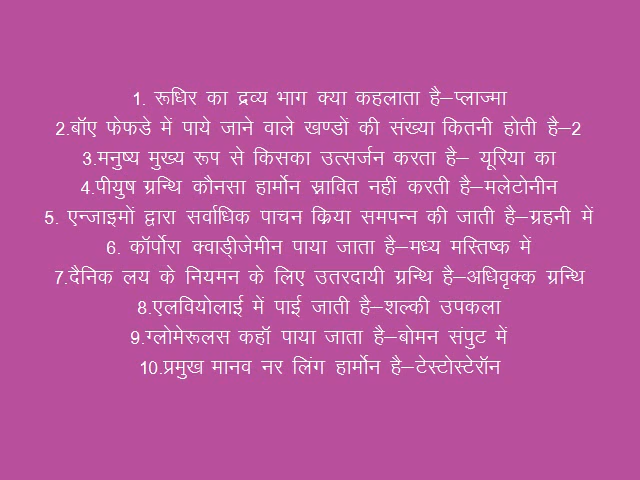 1. रूधिर का द्रव्य भाग क्या कहलाता है–प्लाज्मा
2.बॉए फेफडे में पाये जाने वाले खण्डों की संख्या कितनी होती है–2
3.मनुष्य मुख्य रूप से किसका उत्सर्जन करता है– यूरिया का
4.पीयुष ग्रन्थि कौनसा हार्मोन स्रावित नहीं करती है–मलेटोनीन
5. एन्जाइमों द्वारा सर्वाधिक पाचन क्रिया समपन्न की जाती है–ग्रहनी में
6. कॉर्पोरा क्वाड्रीजेमीन पाया जाता है–मध्य मस्तिष्क में
7.दैनिक लय के नियमन के लिए उतरदायी ग्रन्थि है–अधिवृक्क ग्रन्थि
8.एलवियोलाई में पाई जाती है–शल्की उपकला
9.ग्लोमेरूलस कहॉ पाया जाता है–बोमन संपुट में
10.प्रमुख मानव नर लिंग हार्मोन है–टेस्टोस्टेरॉन